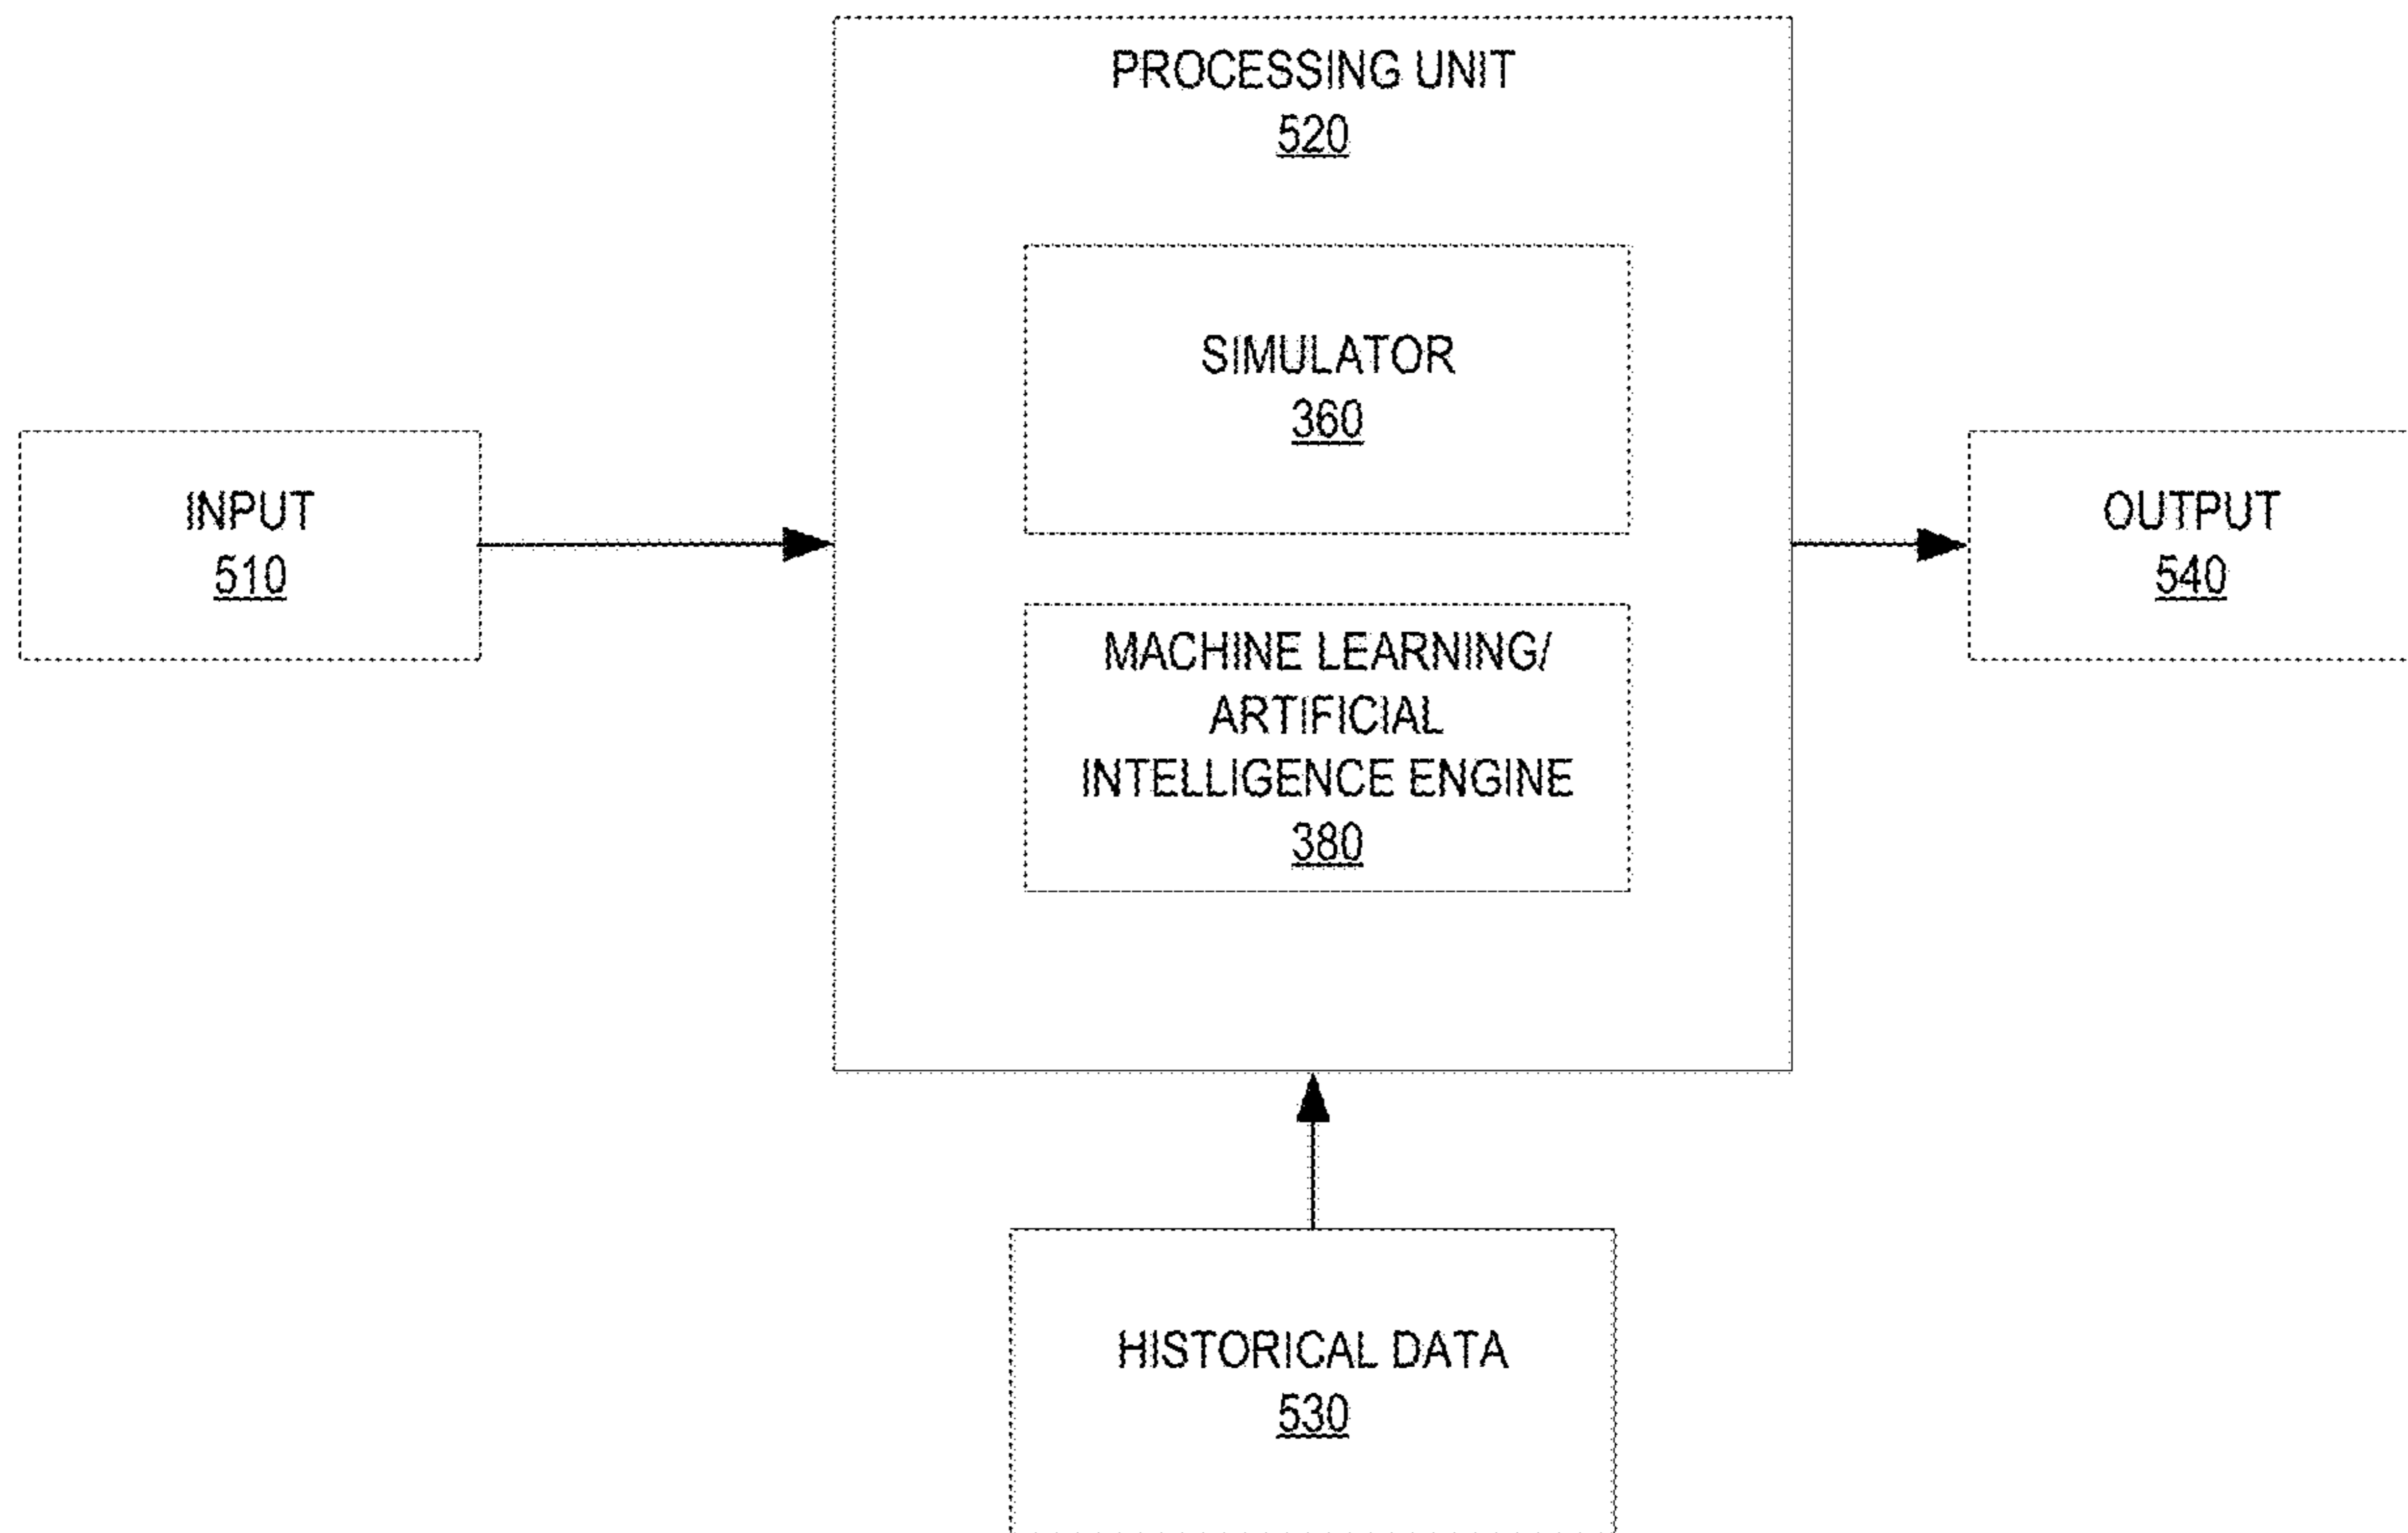 PROCESSING UNIT
520
SIMULATOR
360
INPUT
510
OUTPUT
540
MACHINE LEARNING/
ARTIFICIAL
INTELLIGENCE ENGINE
380
HISTORICAL DATA
530